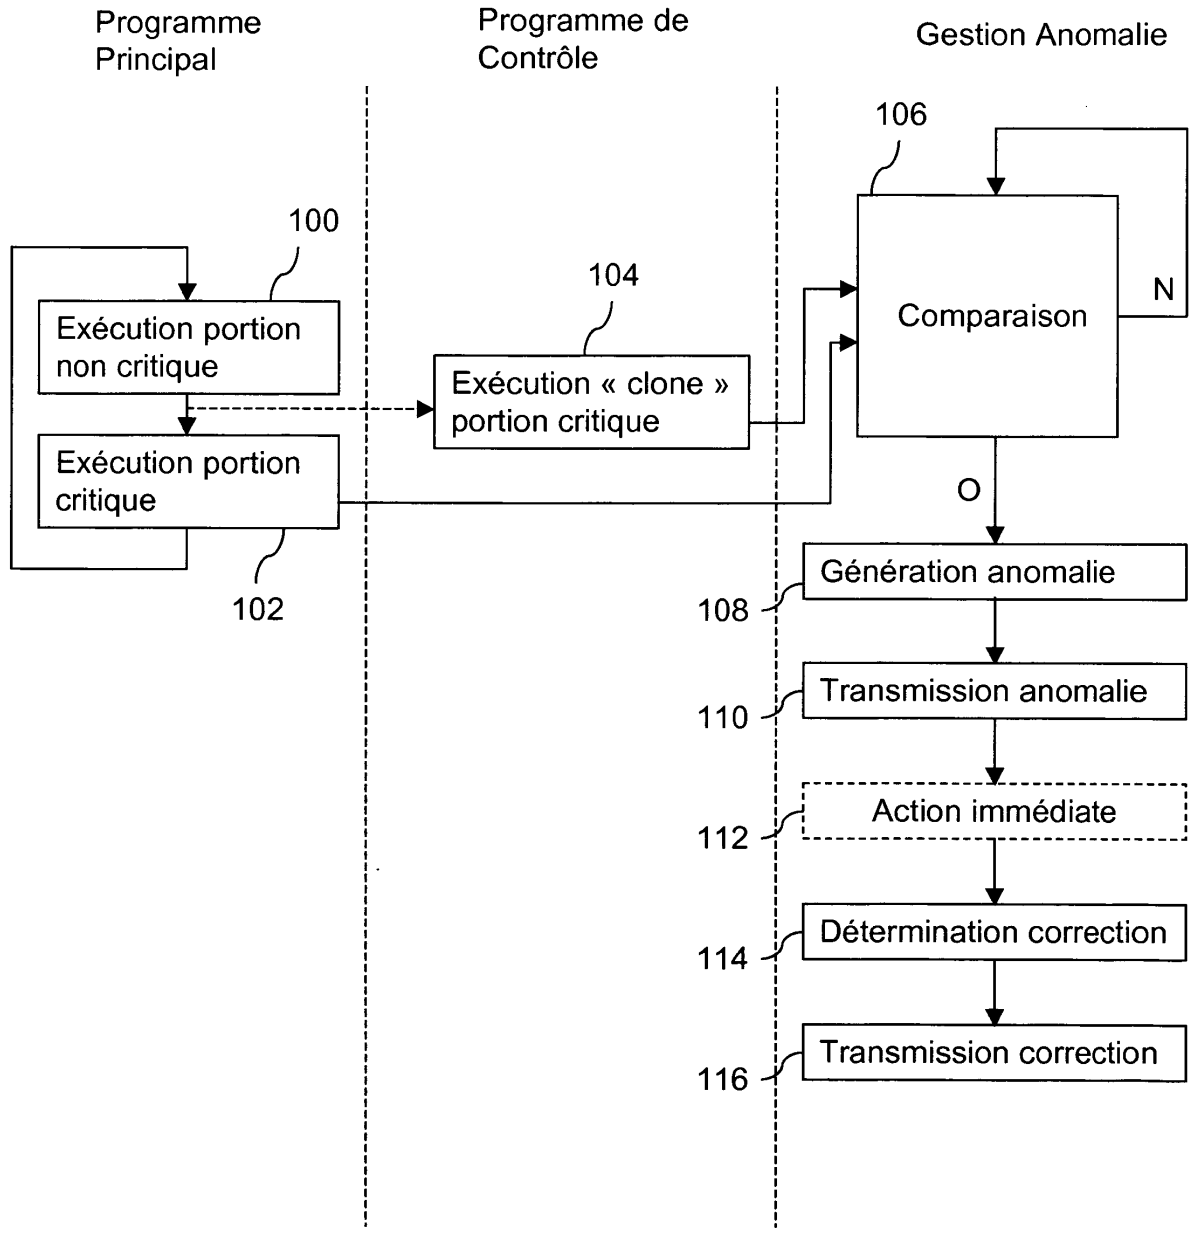 Programme
Principal
Programme de
Contrôle
Gestion Anomalie
100
Exécution portion
non critique
Exécution portion
critique
102
104
Exécution « clone »
portion critique
106
Comparaison
N
O
Génération anomalie
108
Transmission anomalie
110
Action immédiate
112
Détermination correction
114
Transmission correction
116